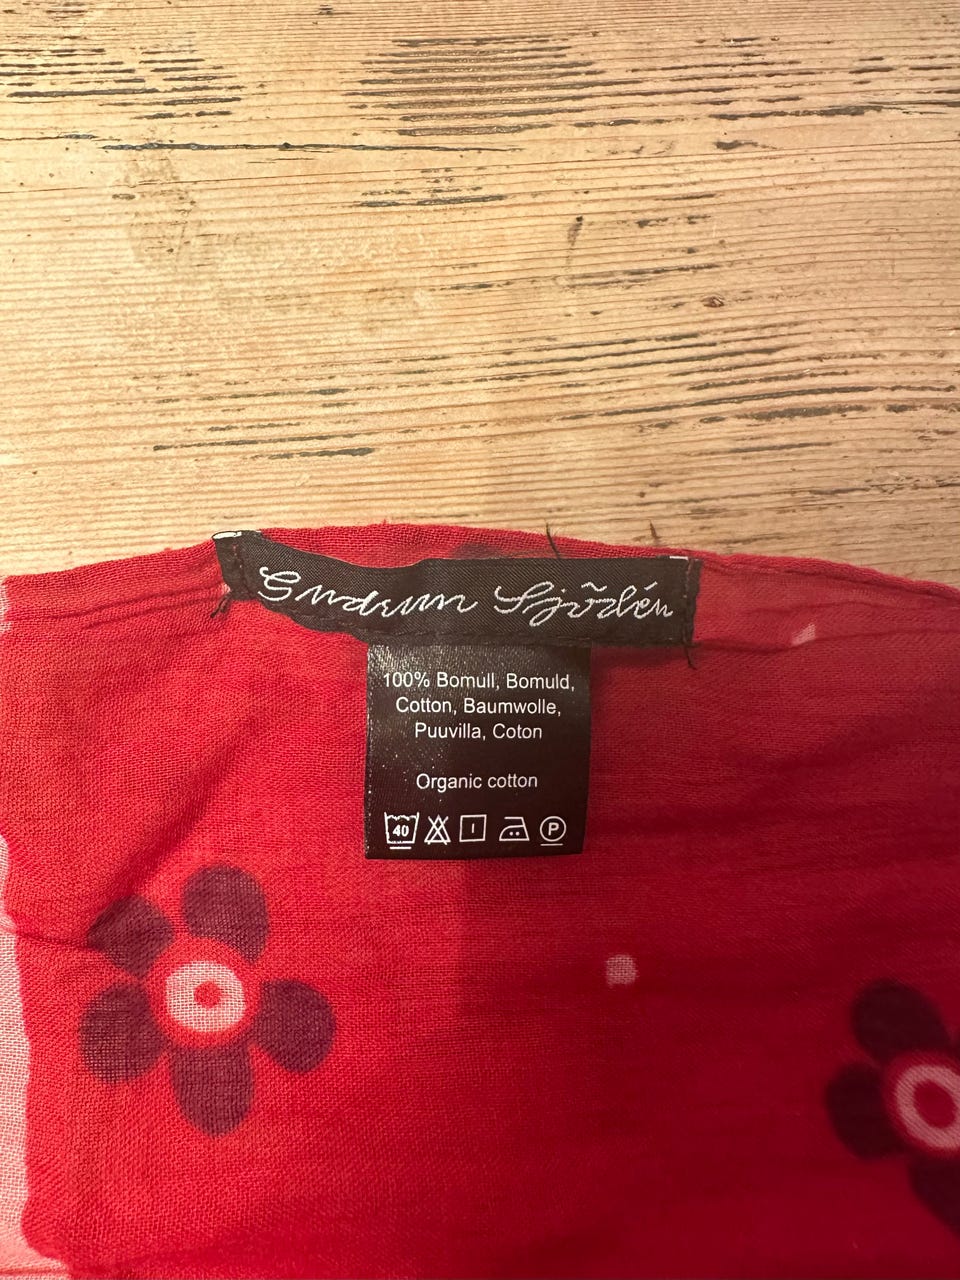 Gudrun Sjödén
100% Bomull, Bomuld,
Cotton, Baumwolle,
Puuvilla, Coton
Organic cotton
40 P